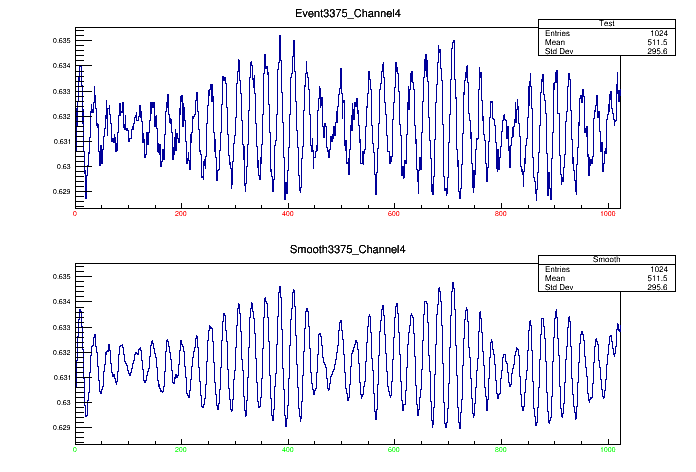 Event3375_Channel4
Test
Entries 1024
Mean 511.5
Std Dev 295.6
0.635
0.634
0.633
0.632
0.631
0.63
0.629
0 200 400 600 800 1000
Smooth3375_Channel4
Smooth
Entries 1024
Mean 511.5
Std Dev 295.6
0.635
0.634
0.633
0.632
0.631
0.63
0.629
0 200 400 600 800 1000